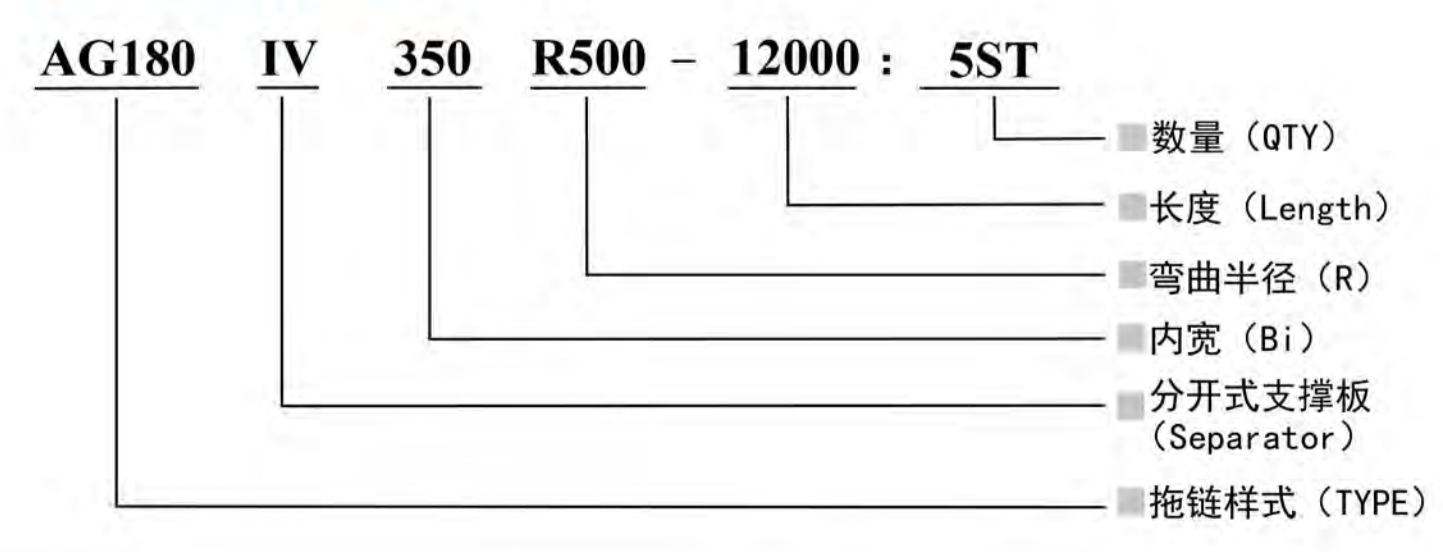 AG180 IV 350 R500 - 12000 : 5ST
数量（QTY）
长度（Length）
弯曲半径（R）
内宽（Bi）
分开式支撑板
（Separator）
拖链样式（TYPE）